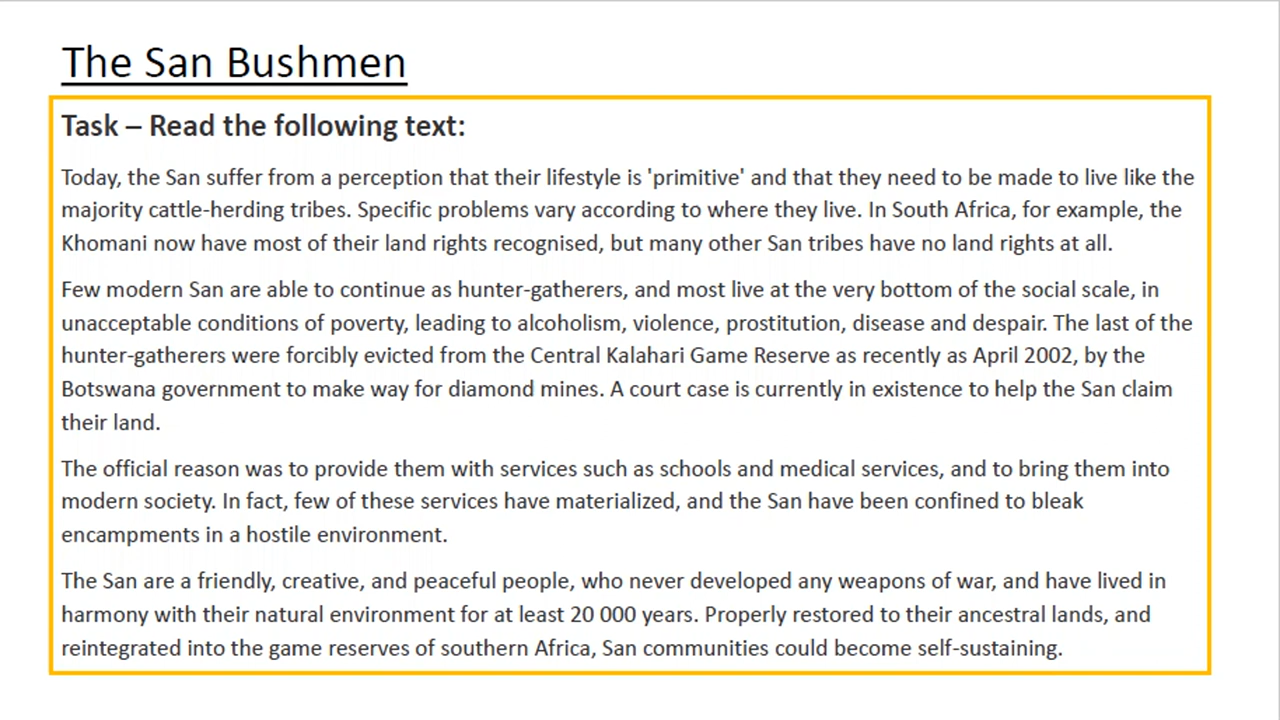 The San Bushmen
Task – Read the following text:
Today, the San suffer from a perception that their lifestyle is 'primitive' and that they need to be made to live like the
majority cattle-herding tribes. Specific problems vary according to where they live. In South Africa, for example, the
Khomani now have most of their land rights recognised, but many other San tribes have no land rights at all.
Few modern San are able to continue as hunter-gatherers, and most live at the very bottom of the social scale, in
unacceptable conditions of poverty, leading to alcoholism, violence, prostitution, disease and despair. The last of the
hunter-gatherers were forcibly evicted from the Central Kalahari Game Reserve as recently as April 2002, by the
Botswana government to make way for diamond mines. A court case is currently in existence to help the San claim
their land.
The official reason was to provide them with services such as schools and medical services, and to bring them into
modern society. In fact, few of these services have materialized, and the San have been confined to bleak
encampments in a hostile environment.
The San are a friendly, creative, and peaceful people, who never developed any weapons of war, and have lived in
harmony with their natural environment for at least 20 000 years. Properly restored to their ancestral lands, and
reintegrated into the game reserves of southern Africa, San communities could become self-sustaining.